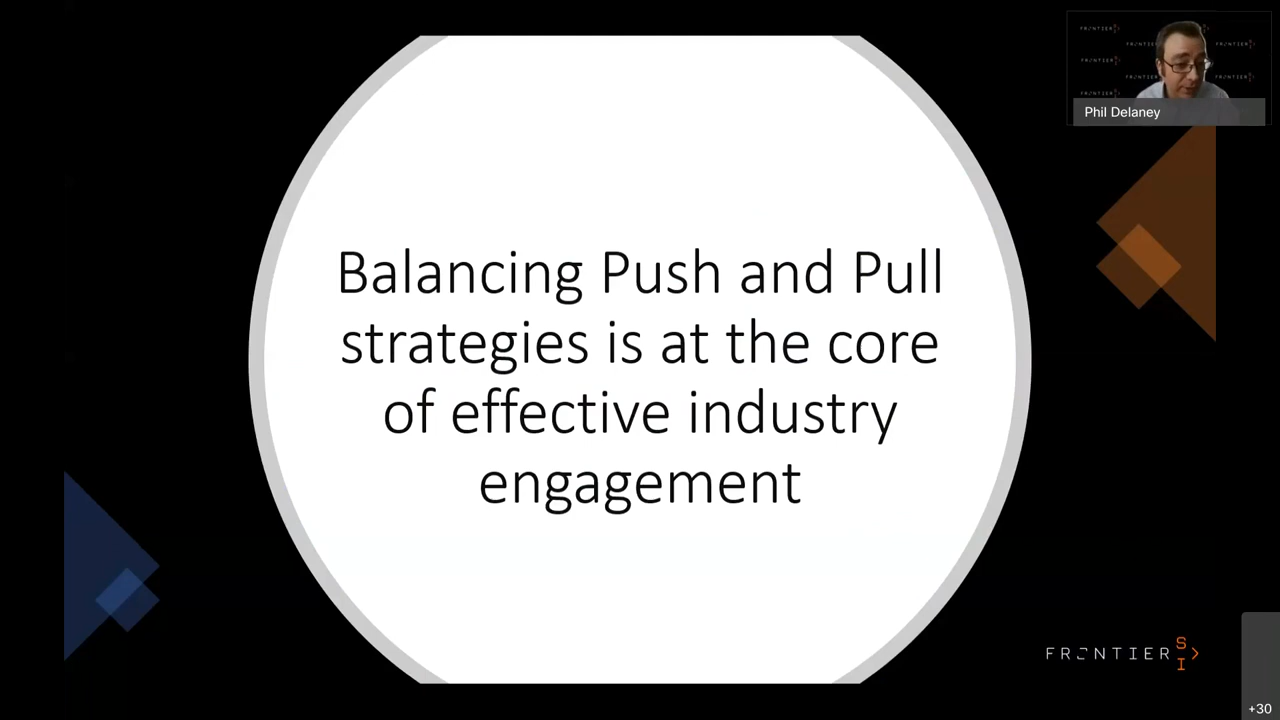 Balancing Push and Pull
strategies is at the core
of effective industry
engagement
Phil Delaney
FRONTIER
SI
+30